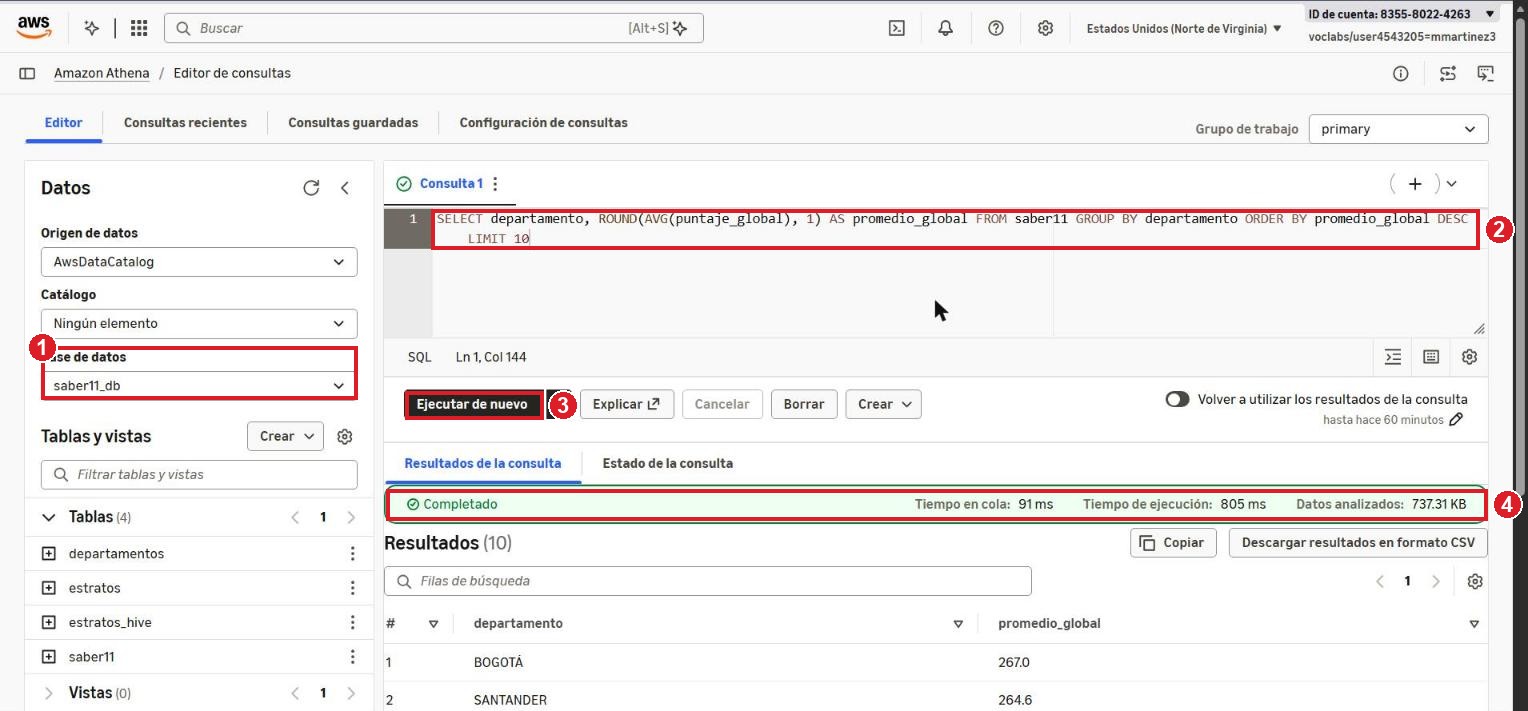 aws
Buscar
[Alt+S]
Estados Unidos (Norte de Virginia)
ID de cuenta: 8355-8022-4263
voclabs/user4543205=mmartinez3
Amazon Athena / Editor de consultas
Editor
Consultas recientes
Consultas guardadas
Configuración de consultas
Grupo de trabajo
primary
Datos
Origen de datos
AwsDataCatalog
Catálogo
Ningún elemento
1
se de datos
saber11_db
Tablas y vistas
Crear
Filtrar tablas y vistas
Tablas (4)
1
departamentos
estratos
estratos_hive
saber11
Vistas (0)
1
Consulta 1
1
SELECT departamento, ROUND(AVG(puntaje_global), 1) AS promedio_global FROM saber11 GROUP BY departamento ORDER BY promedio_global DESC
LIMIT 10
2
SQL
Ln 1, Col 144
Ejecutar de nuevo
3
Explicar
Cancelar
Borrar
Crear
Volver a utilizar los resultados de la consulta
hasta hace 60 minutos
Resultados de la consulta
Estado de la consulta
Completado
Tiempo en cola: 91 ms
Tiempo de ejecución: 805 ms
Datos analizados: 737.31 KB
4
Resultados (10)
Copiar
Descargar resultados en formato CSV
Filas de búsqueda
1
# departamento promedio_global
1 BOGOTÁ 267.0
2 SANTANDER 264.6